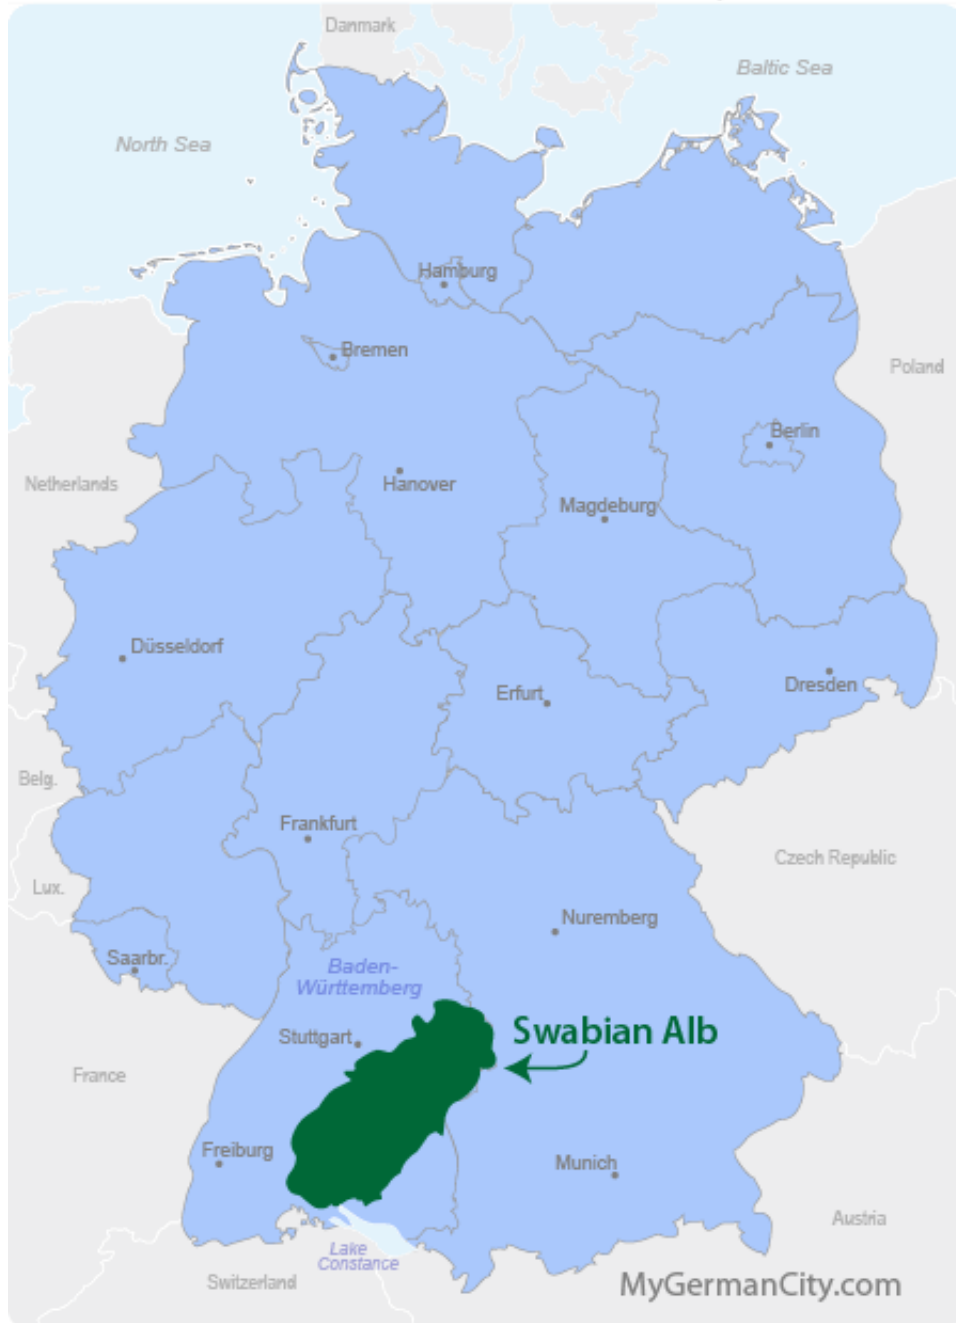 Denmark
Baltic Sea
North Sea
Hamburg
Bremen
Poland
Berlin
Netherlands
Hanover
Magdeburg
Düsseldorf
Erfurt
Dresden
Belg.
Frankfurt
Czech Republic
Lux.
Nuremberg
Saarbr.
Baden-
Württemberg
Stuttgart
Swabian Alb
France
Freiburg
Munich
Austria
Lake
Constance
Switzerland
MyGermanCity.com